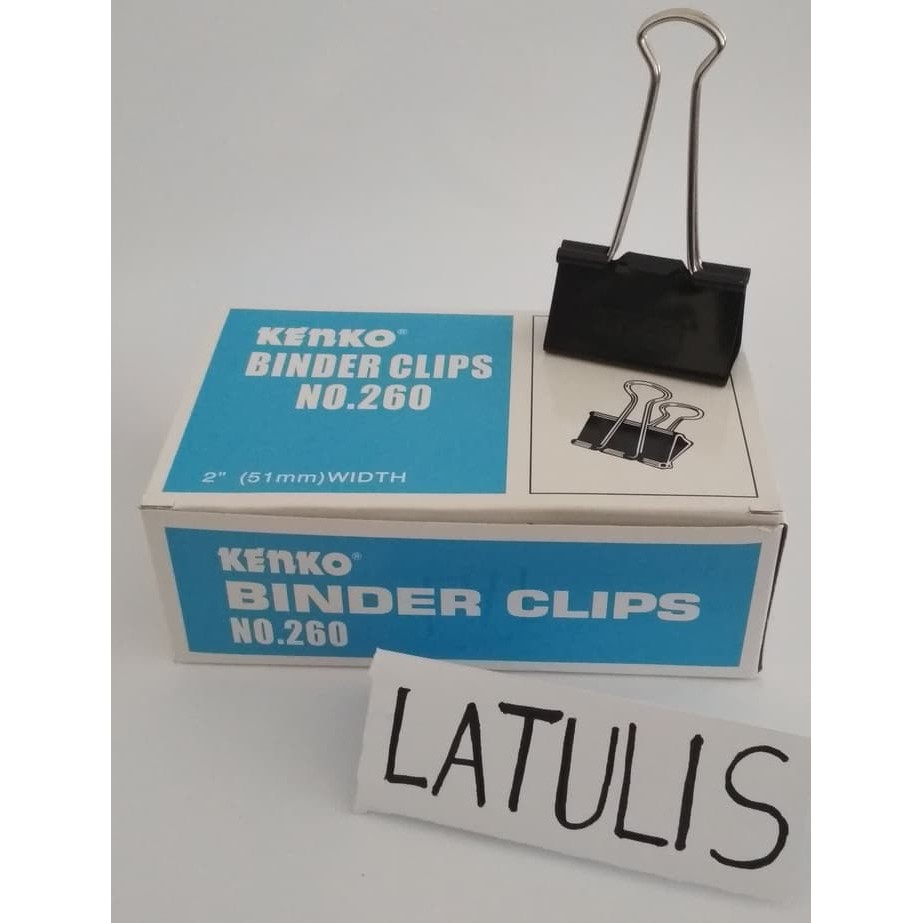 KENKO®
BINDER CLIPS
NO.260
2" (51mm)WIDTH
KENKO®
BINDER CLIPS
NO.260
LATULIS